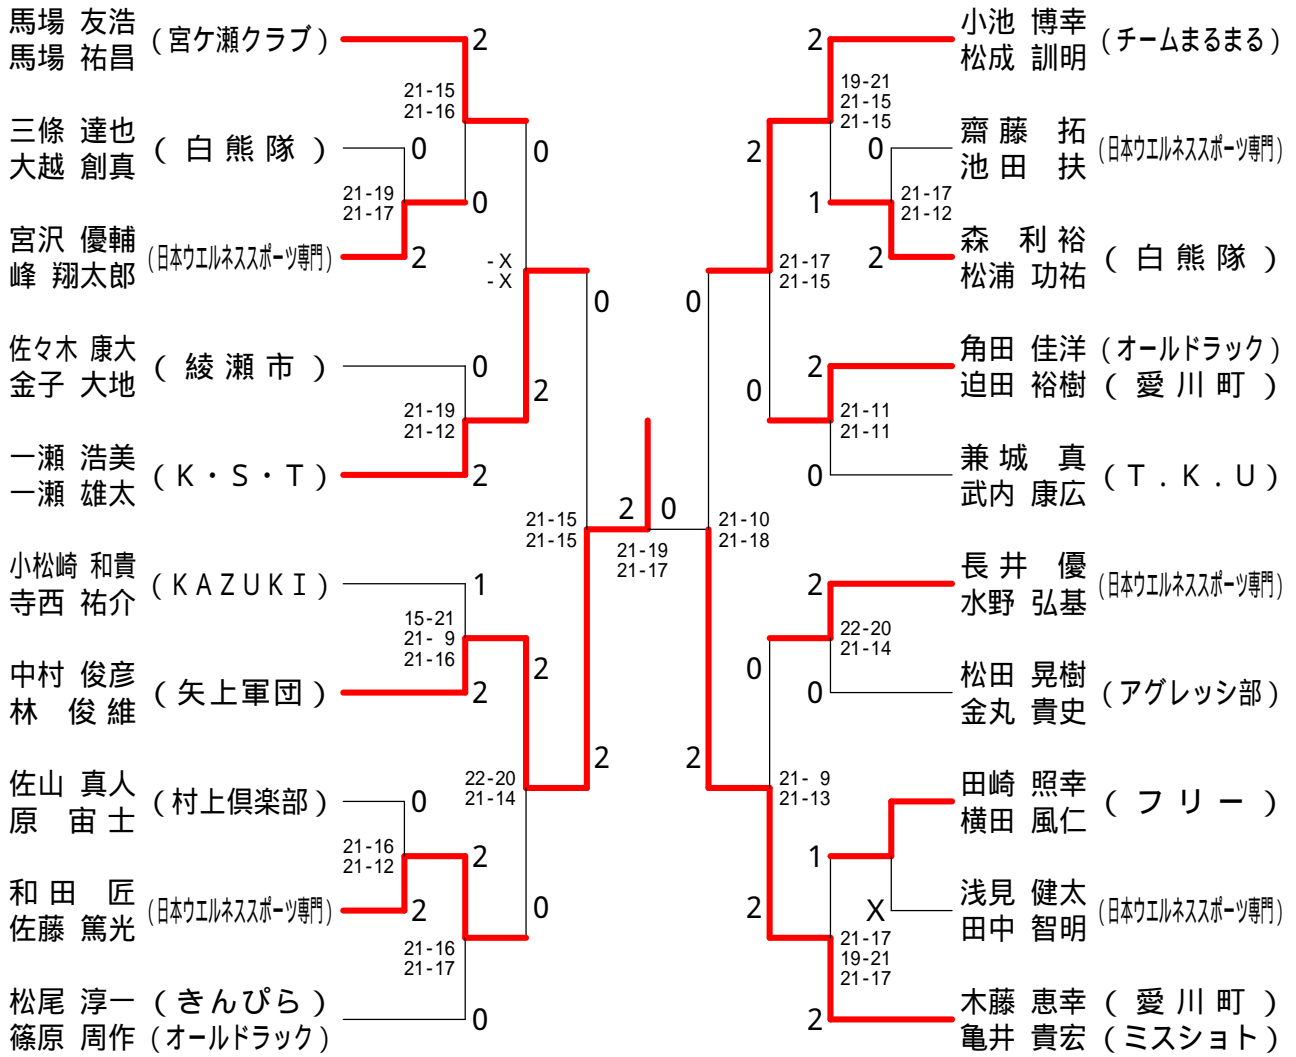 馬場 友浩
馬場 祐昌
(宮ケ瀬クラブ)
2
21-15
21-16
三條 達也
大越 創真
(白熊隊)
0
0
21-19
21-17
0
宮沢 優輔
峰 翔太郎
(日本ウエルネススポーツ専門)
2
- X
- X
0
佐々木 康大
金子 大地
(綾瀬市)
0
21-19
21-12
2
一瀬 浩美
一瀬 雄太
(K・S・T)
2
21-15
21-15
小松崎 和貴
寺西 祐介
(KAZUKI)
1
15-21
21- 9
21-16
2
中村 俊彦
林 俊維
(矢上軍団)
2
2
22-20
21-14
佐山 真人
原 宙士
(村上倶楽部)
0
21-16
21-12
2
和田 匠
佐藤 篤光
(日本ウエルネススポーツ専門)
2
0
21-16
21-17
松尾 淳一 (きんぴら)
篠原 周作 (オールドラック)
0
2
0
21-19
21-17
2
小池 博幸
松成 訓明
(チームまるまる)
19-21
21-15
21-15
2
0
齋藤 拓
池田 扶
(日本ウエルネススポーツ専門)
1
21-17
21-12
2
森 利裕
松浦 功祐
(白熊隊)
21-17
21-15
0
2
角田 佳洋 (オールドラック)
迫田 裕樹 (愛川町)
0
21-11
21-11
0
兼城 真
武内 康広
(T.K.U)
21-10
21-18
2
長井 優
水野 弘基
(日本ウエルネススポーツ専門)
22-20
21-14
0
0
松田 晃樹
金丸 貴史
(アグレッシ部)
2
21- 9
21-13
田崎 照幸
横田 風仁
(フリー)
1
2
X
浅見 健太
田中 智明
(日本ウエルネススポーツ専門)
21-17
19-21
21-17
2
木藤 恵幸 (愛川町)
亀井 貴宏 (ミスショト)